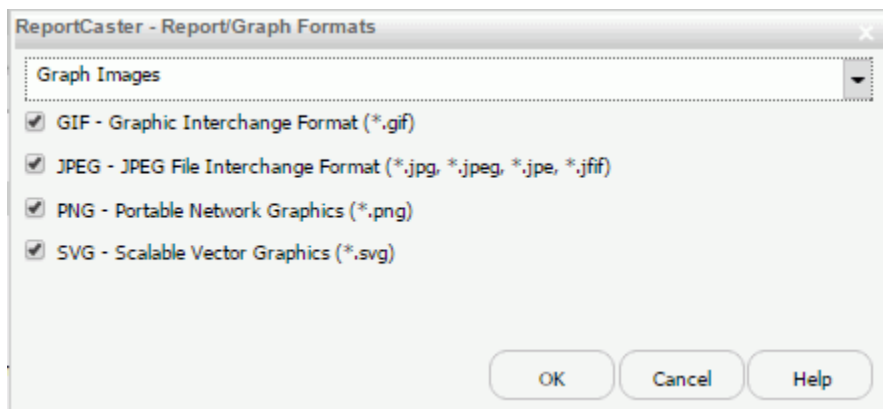 ReportCaster - Report/Graph Formats
Graph Images
GIF - Graphic Interchange Format (*.gif)
JPEG - JPEG File Interchange Format (*.jpg, *.jpeg, *.jpe, *.jfif)
PNG - Portable Network Graphics (*.png)
SVG - Scalable Vector Graphics (*.svg)
OK Cancel Help